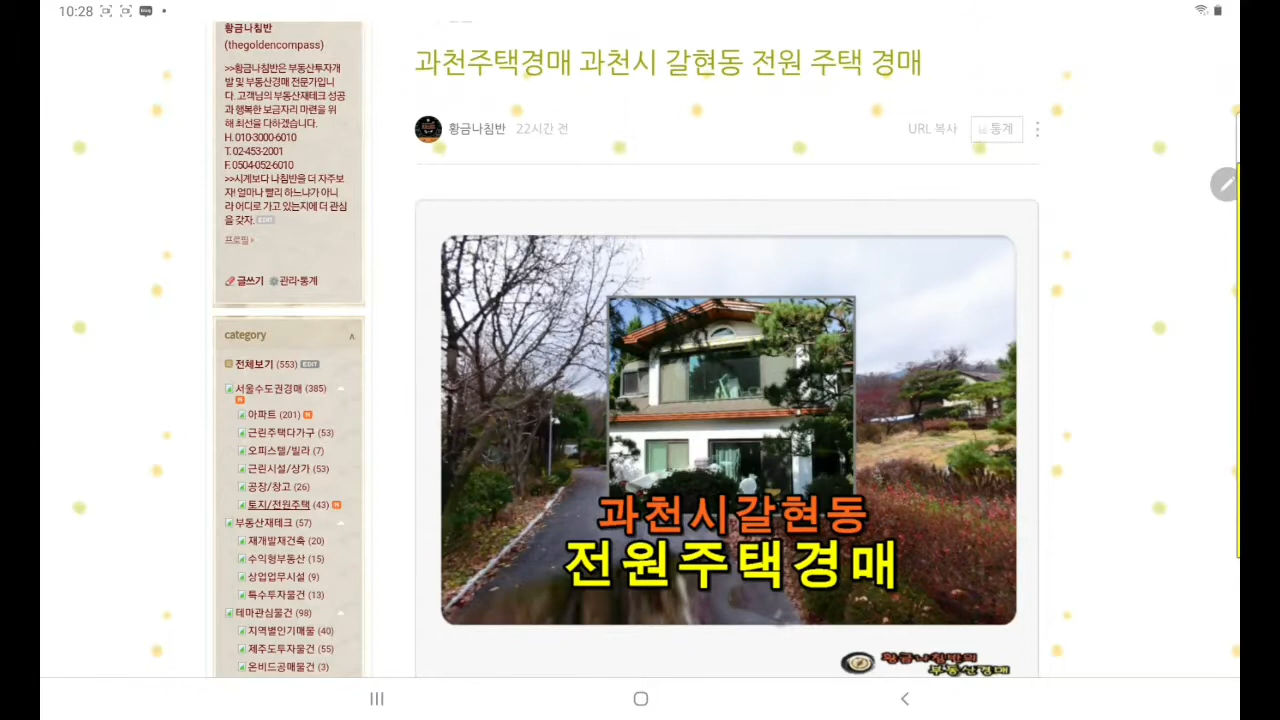 10:28
황금나침반
(thegoldencompass)
>>황금나침반은 부동산투자개
발 및 부동산경매 전문가입니
다. 고객님의 부동산재테크 성공
과 행복한 보금자리 마련을 위
해 최선을 다하겠습니다.
H. 010-3000-6010
T. 02-453-2001
F. 0504-052-6010
>>시계보다 나침반을 더 자주보
자! 얼마나 빨리 하느냐가 아니
라 어디로 가고 있는지에 더 관심
을 갖자. EDIT
프로필
글쓰기 관리·통계
category
전체보기 (553) EDIT
서울수도권경매 (385)
아파트 (201)
근린주택다가구 (53)
오피스텔/빌라 (7)
근린시설/상가 (53)
공장/창고 (26)
토지/전원주택 (43)
부동산재테크 (57)
재개발재건축 (20)
수익형부동산 (15)
상업업무시설 (9)
특수투자물건 (13)
테마관심물건 (98)
지역별인기매물 (40)
제주도투자물건 (55)
온비드공매물건 (3)
과천주택경매 과천시 갈현동 전원 주택 경매
황금나침반 22시간 전
URL 복사 통계
과천시갈현동
전원주택경매
황금나침반의
부동산경매